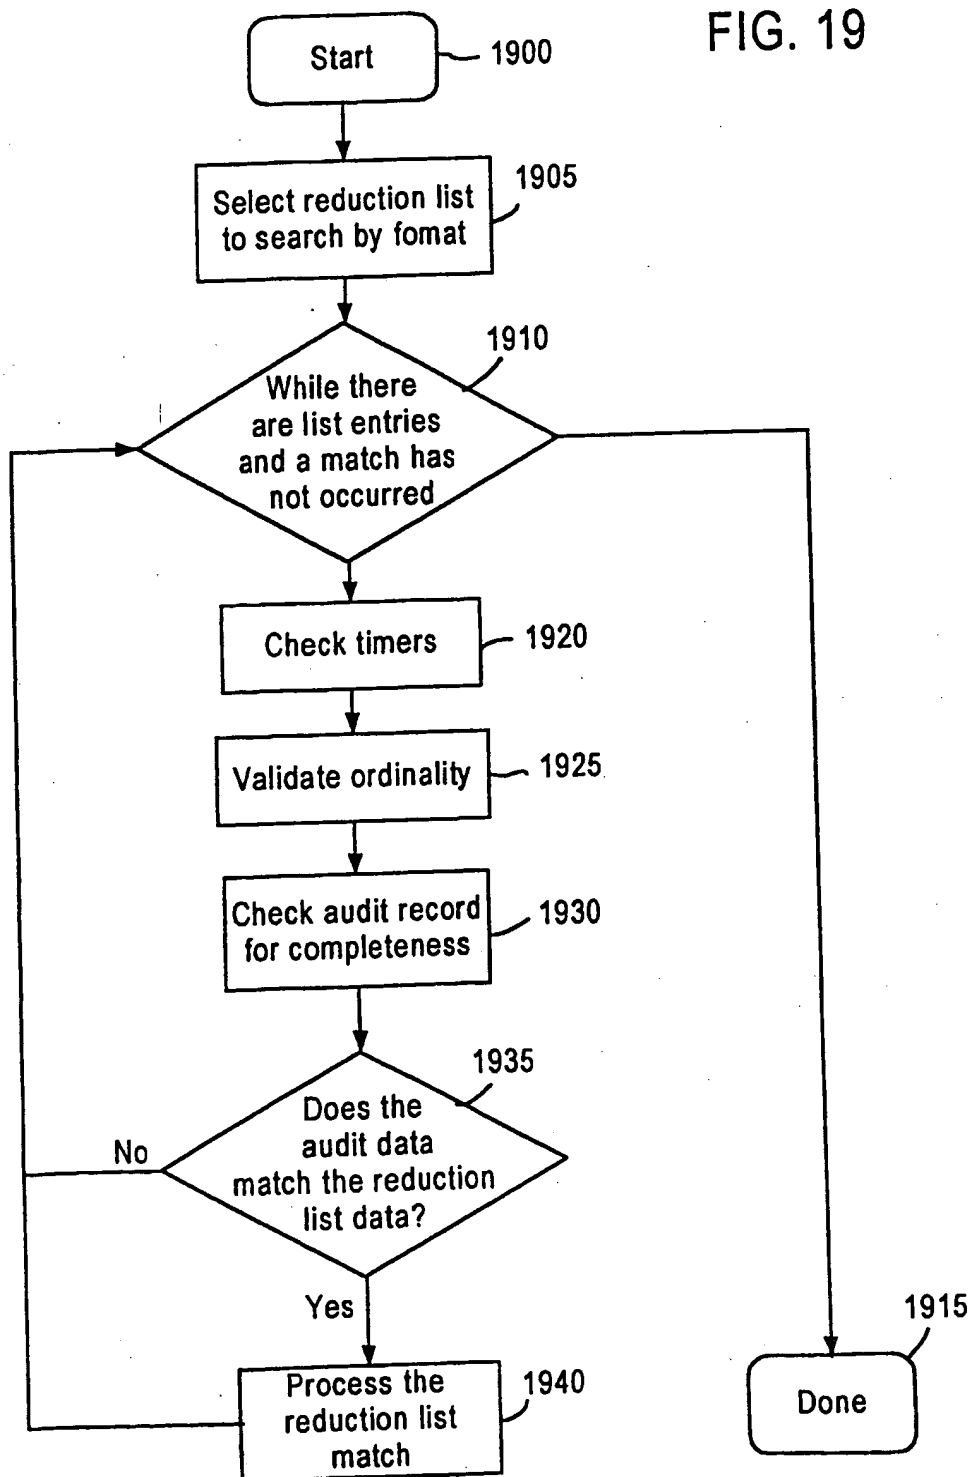 FIG. 19
Start
1900
Select reduction list
to search by fomat
1905
While there
are list entries
and a match has
not occurred
1910
Check timers
1920
Validate ordinality
1925
Check audit record
for completeness
1930
Does the
audit data
match the reduction
list data?
1935
No
Yes
Process the
reduction list
match
1940
1915
Done